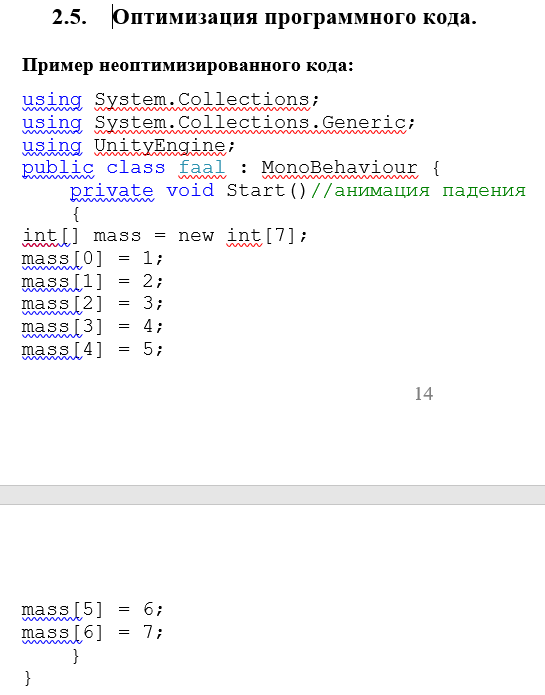 2.5. Оптимизация программного кода.
Пример неоптимизированного кода:
using System.Collections;
using System.Collections.Generic;
using UnityEngine;
public class faal : MonoBehaviour {
    private void Start()//анимация падения
    {
int[] mass = new int[7];
mass[0] = 1;
mass[1] = 2;
mass[2] = 3;
mass[3] = 4;
mass[4] = 5;
14
mass[5] = 6;
mass[6] = 7;
    }
}